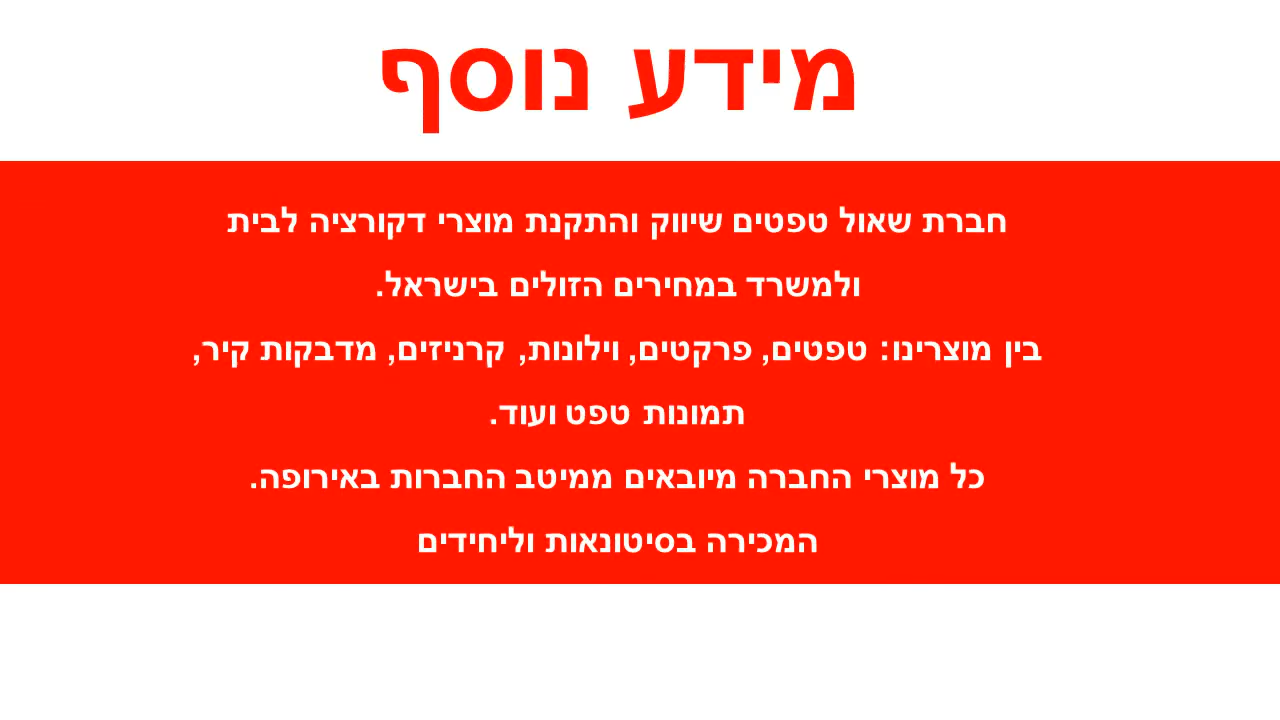 מידע נוסף
חברת שאול טפטים שיווק והתקנת מוצרי דקורציה לבית
ולמשרד במחירים הזולים בישראל.
בין מוצרינו: טפטים, פרקטים, וילונות, קרניזים, מדבקות קיר,
תמונות טפט ועוד.
כל מוצרי החברה מיובאים ממיטב החברות באירופה.
המכירה בסיטונאות וליחידים